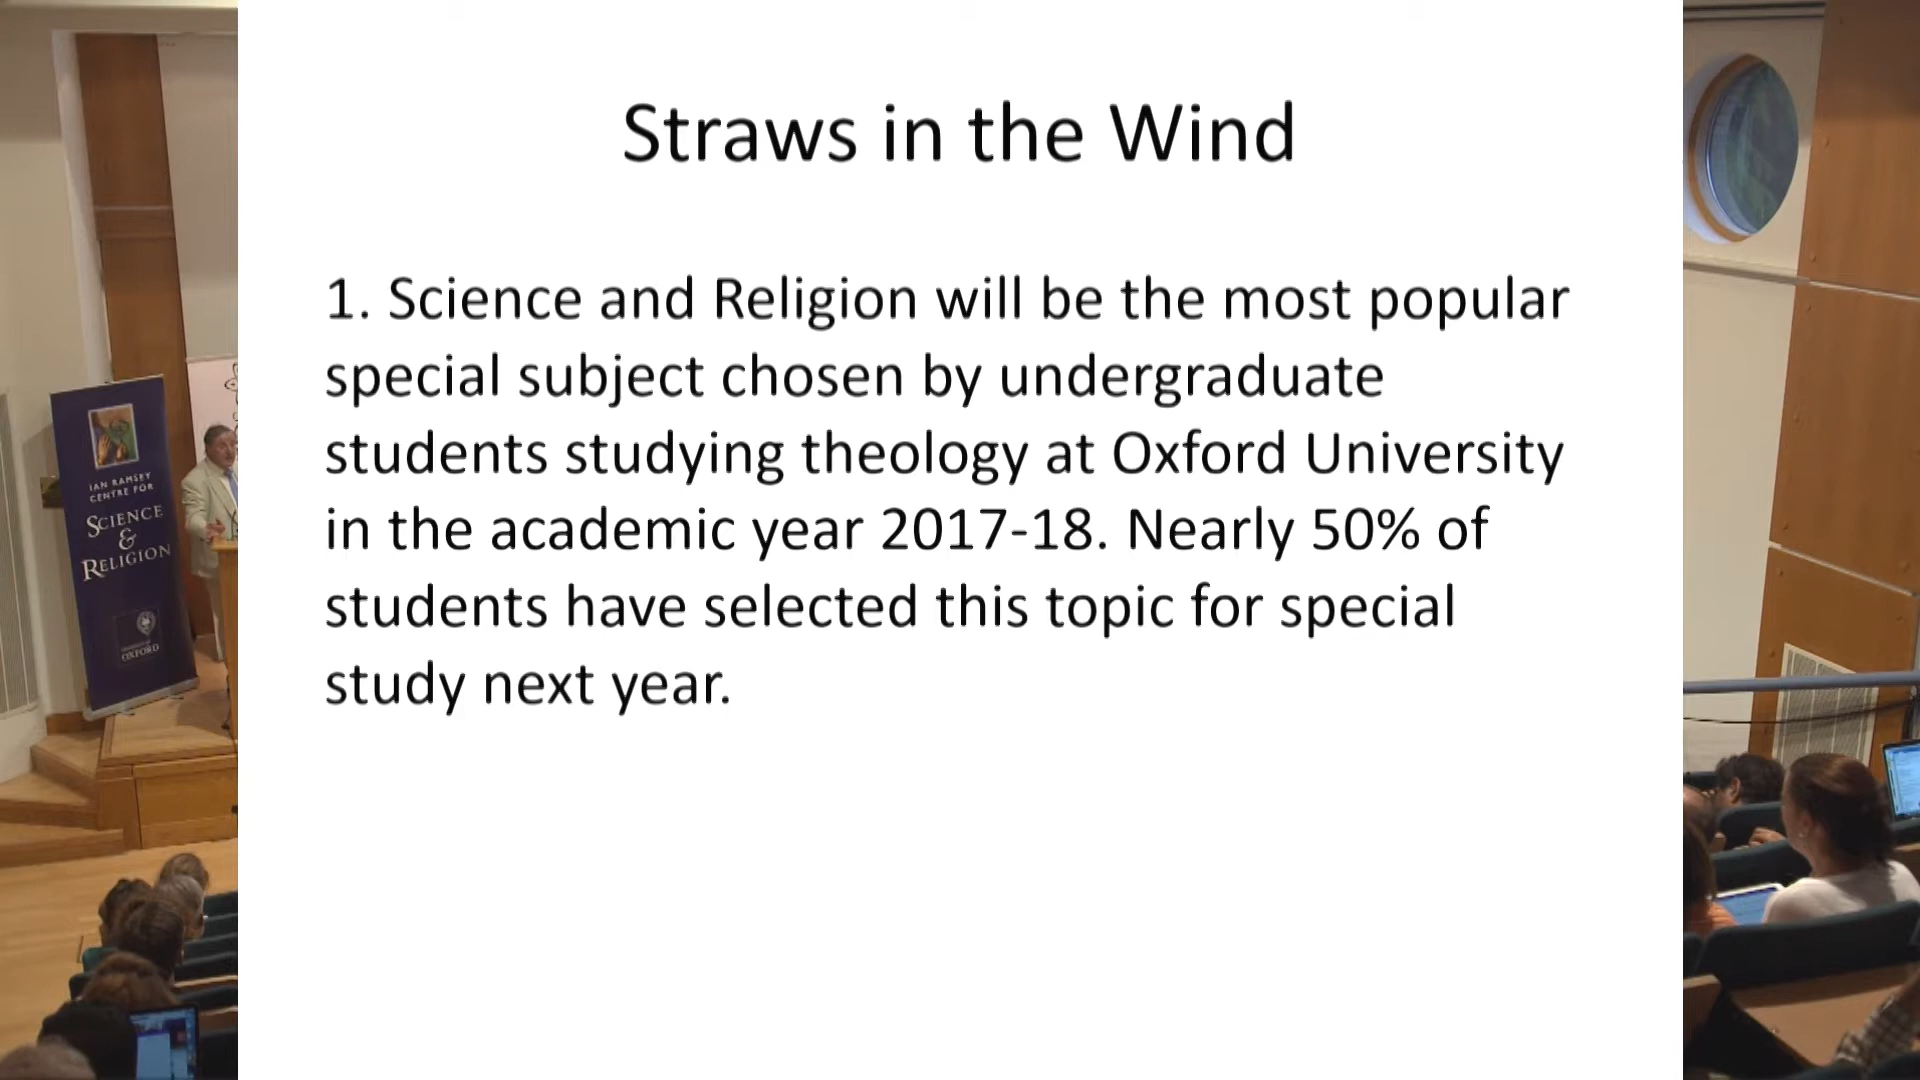 Straws in the Wind
1. Science and Religion will be the most popular
special subject chosen by undergraduate
students studying theology at Oxford University
in the academic year 2017-18. Nearly 50% of
students have selected this topic for special
study next year.
IAN RAMSEY
CENTRE FOR
SCIENCE
&
RELIGION
UNIVERSITY OF
OXFORD